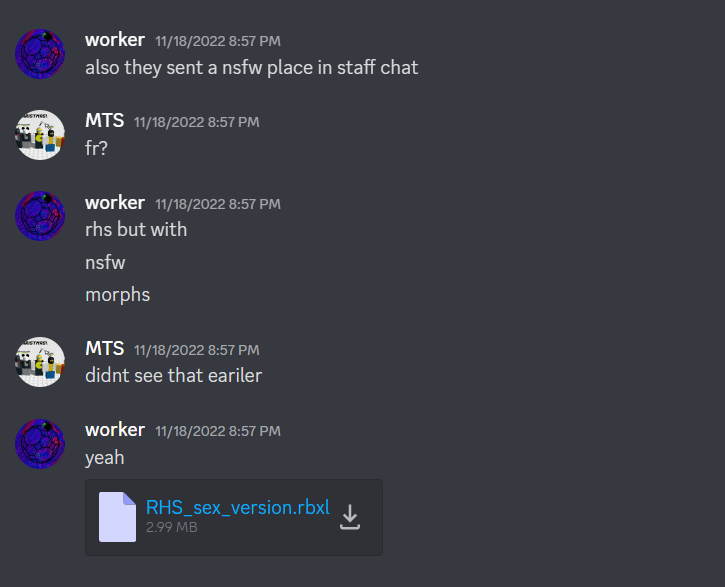 worker 11/18/2022 8:57 PM
also they sent a nsfw place in staff chat
MTS 11/18/2022 8:57 PM
fr?
worker 11/18/2022 8:57 PM
rhs but with
nsfw
morphs
MTS 11/18/2022 8:57 PM
didnt see that eariler
worker 11/18/2022 8:57 PM
yeah
RHS_sex_version.rbxl
2.99 MB